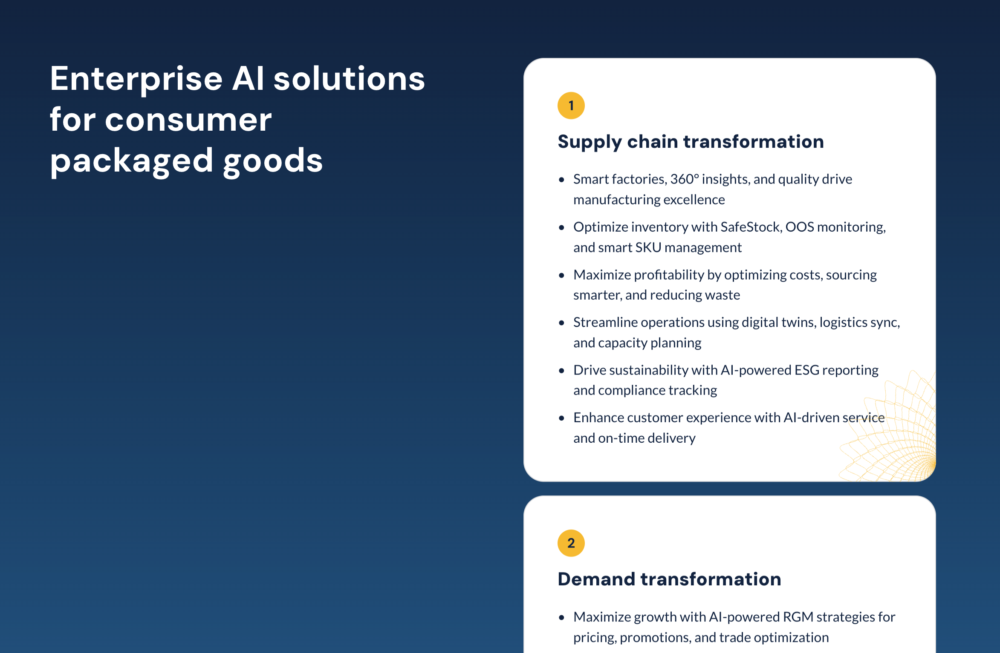 Enterprise AI solutions
for consumer
packaged goods
1
Supply chain transformation
• Smart factories, 360° insights, and quality drive
manufacturing excellence
• Optimize inventory with SafeStock, OOS monitoring,
and smart SKU management
• Maximize profitability by optimizing costs, sourcing
smarter, and reducing waste
• Streamline operations using digital twins, logistics sync,
and capacity planning
• Drive sustainability with AI-powered ESG reporting
and compliance tracking
• Enhance customer experience with AI-driven service
and on-time delivery
2
Demand transformation
• Maximize growth with AI-powered RGM strategies for
pricing, promotions, and trade optimization